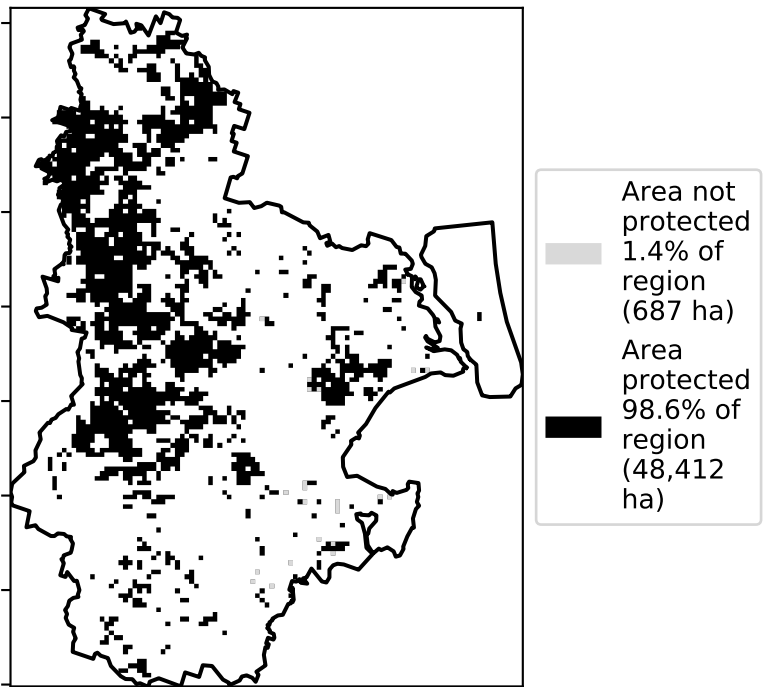 Area not
protected
1.4% of
region
(687 ha)
Area
protected
98.6% of
region
(48,412
ha)